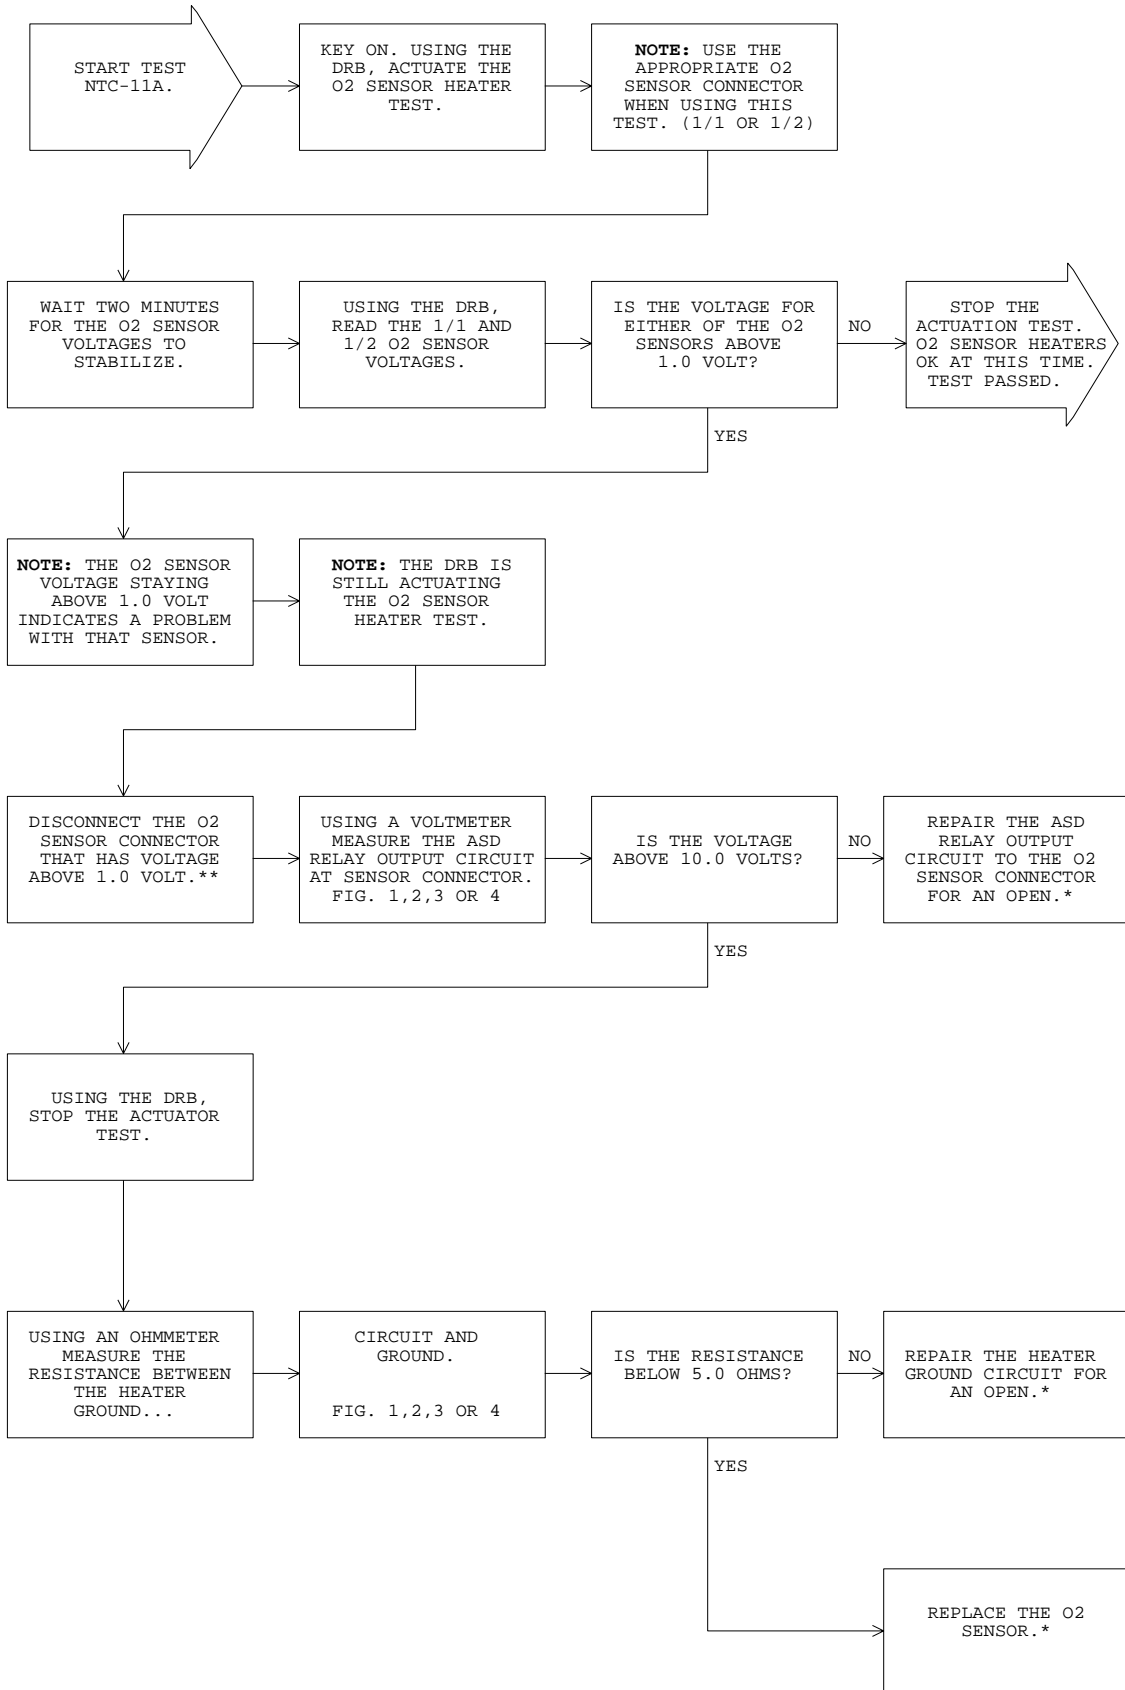 START TEST
NTC-11A.
KEY ON. USING THE
DRB, ACTUATE THE
O2 SENSOR HEATER
TEST.
NOTE: USE THE
APPROPRIATE O2
SENSOR CONNECTOR
WHEN USING THIS
TEST. (1/1 OR 1/2)
WAIT TWO MINUTES
FOR THE O2 SENSOR
VOLTAGES TO
STABILIZE.
USING THE DRB,
READ THE 1/1 AND
1/2 O2 SENSOR
VOLTAGES.
IS THE VOLTAGE FOR
EITHER OF THE O2
SENSORS ABOVE
1.0 VOLT?
NO
STOP THE
ACTUATION TEST.
O2 SENSOR HEATERS
OK AT THIS TIME.
TEST PASSED.
YES
NOTE: THE O2 SENSOR
VOLTAGE STAYING
ABOVE 1.0 VOLT
INDICATES A PROBLEM
WITH THAT SENSOR.
NOTE: THE DRB IS
STILL ACTUATING
THE O2 SENSOR
HEATER TEST.
DISCONNECT THE O2
SENSOR CONNECTOR
THAT HAS VOLTAGE
ABOVE 1.0 VOLT.**
USING A VOLTMETER
MEASURE THE ASD
RELAY OUTPUT CIRCUIT
AT SENSOR CONNECTOR.
FIG. 1,2,3 OR 4
IS THE VOLTAGE
ABOVE 10.0 VOLTS?
NO
REPAIR THE ASD
RELAY OUTPUT
CIRCUIT TO THE O2
SENSOR CONNECTOR
FOR AN OPEN.*
YES
USING THE DRB,
STOP THE ACTUATOR
TEST.
USING AN OHMMETER
MEASURE THE
RESISTANCE BETWEEN
THE HEATER
GROUND...
CIRCUIT AND
GROUND.
FIG. 1,2,3 OR 4
IS THE RESISTANCE
BELOW 5.0 OHMS?
NO
REPAIR THE HEATER
GROUND CIRCUIT FOR
AN OPEN.*
YES
REPLACE THE O2
SENSOR.*